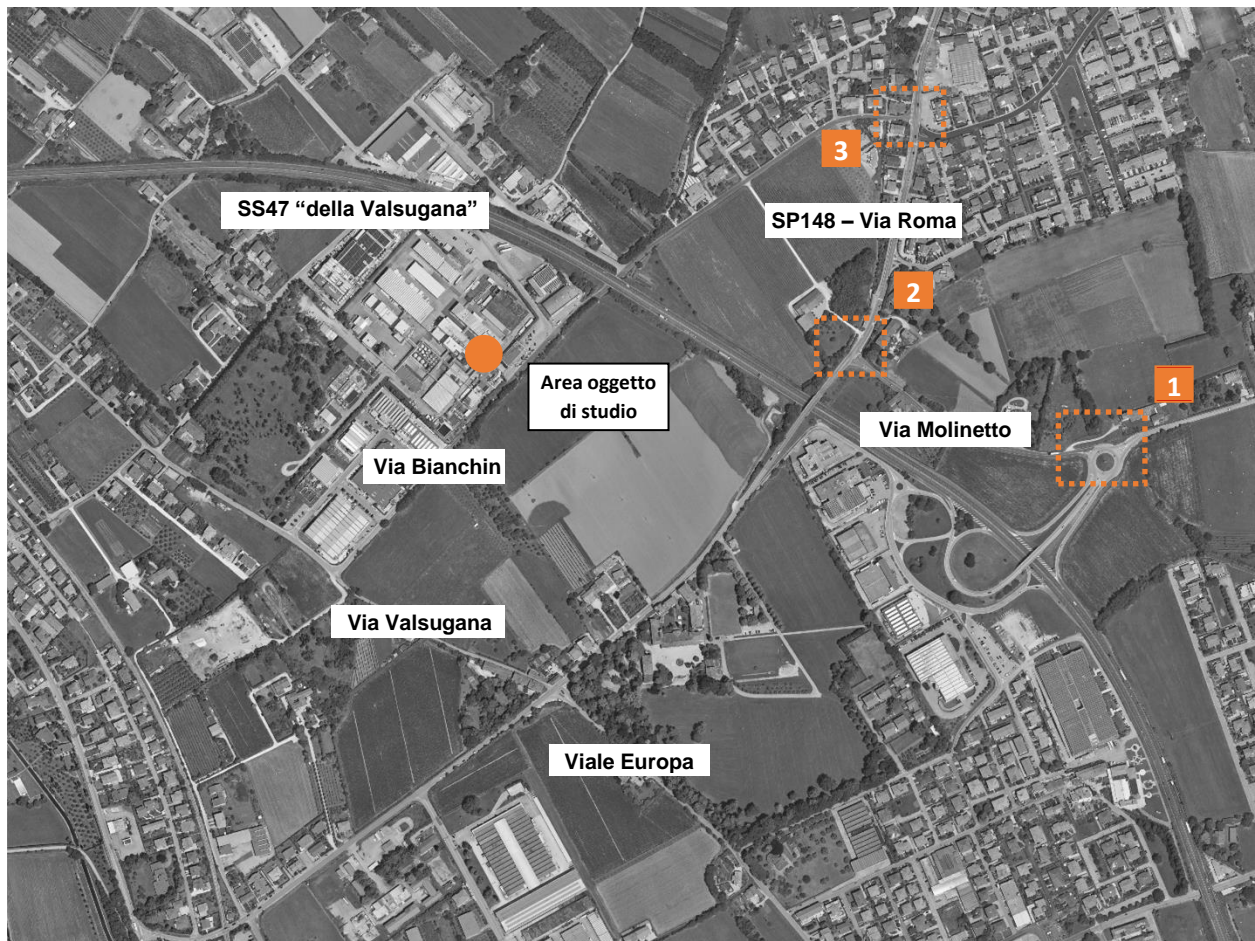 3
SS47 “della Valsugana”
SP148 – Via Roma
2
Area oggetto
di studio
1
Via Molinetto
Via Bianchin
Via Valsugana
Viale Europa